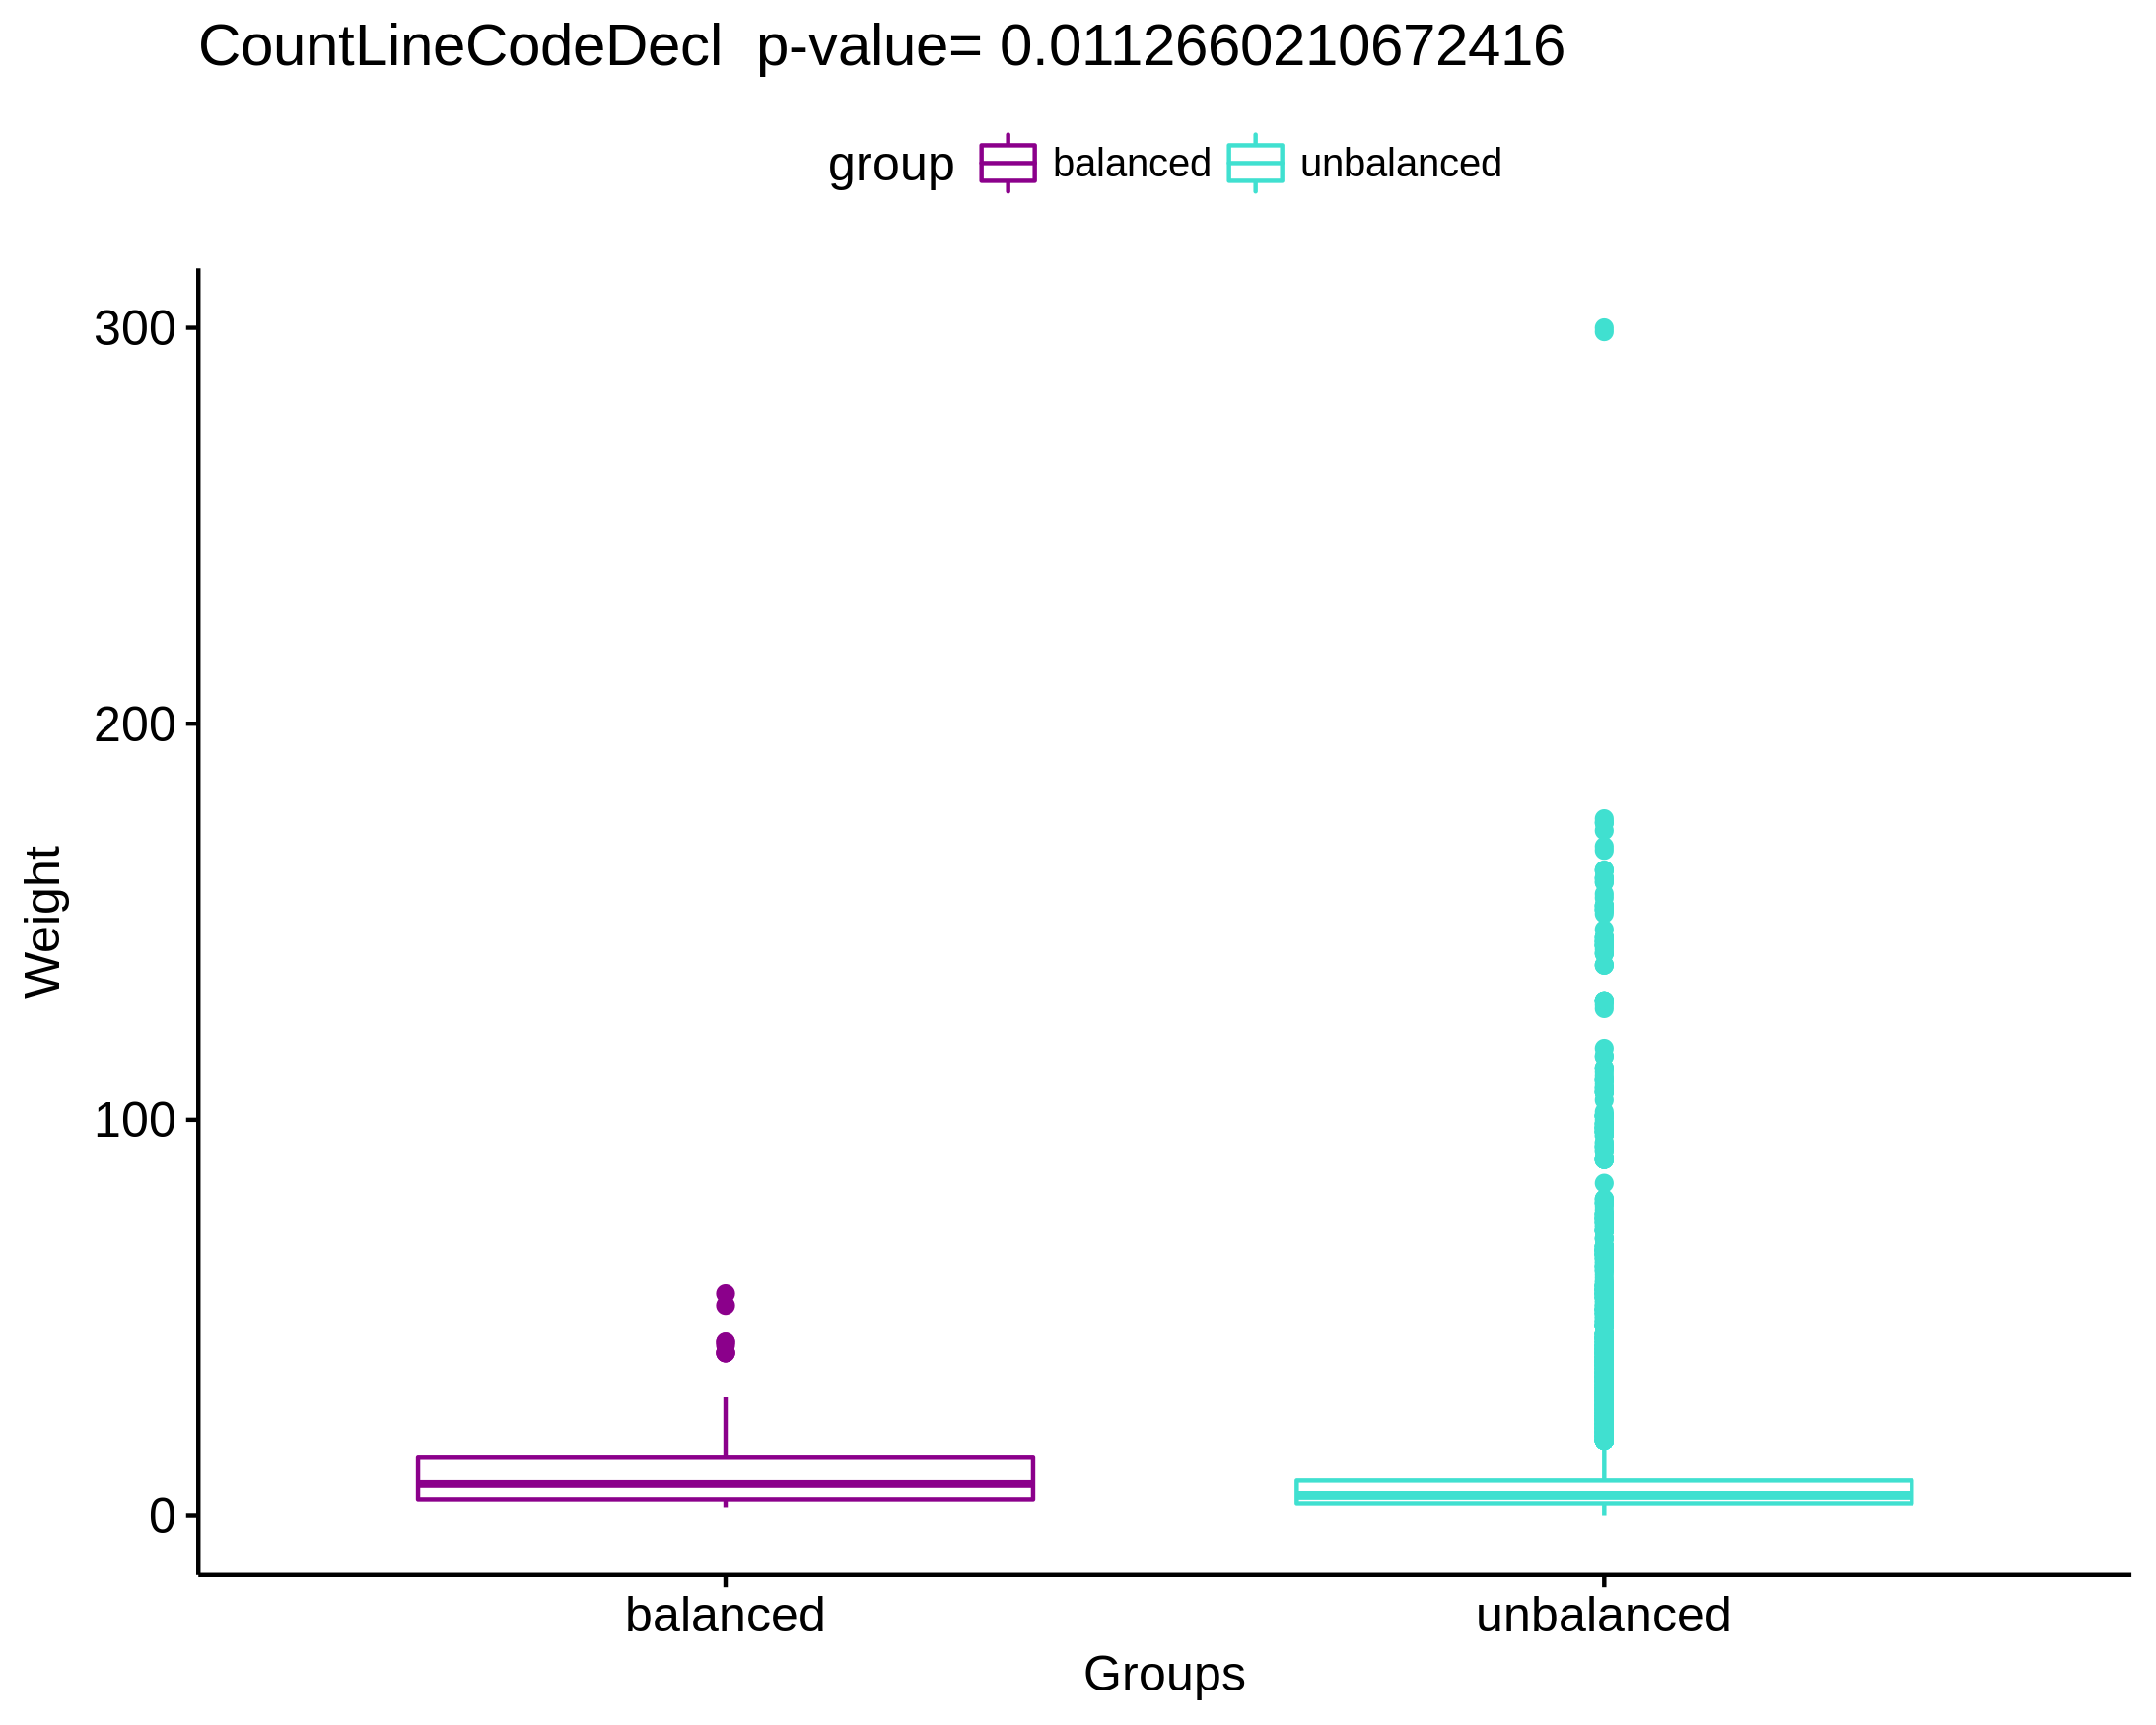 CountLineCodeDecl  p-value= 0.0112660210672416
group balanced unbalanced
300
200
100
0
Weight
balanced unbalanced
Groups